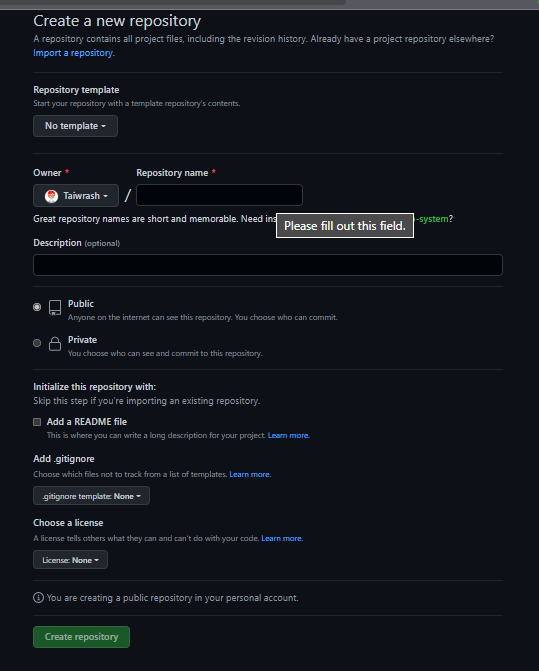 Create a new repository
A repository contains all project files, including the revision history. Already have a project repository elsewhere?
Import a repository.
Repository template
Start your repository with a template repository's contents.
No template
Owner * Repository name *
Taiwrash /
Great repository names are short and memorable. Need -system?
Please fill out this field.
Description (optional)
Public
Anyone on the internet can see this repository. You choose who can commit.
Private
You choose who can see and commit to this repository.
Initialize this repository with:
Skip this step if you're importing an existing repository.
Add a README file
This is where you can write a long description for your project. Learn more.
Add .gitignore
Choose which files not to track from a list of templates. Learn more.
.gitignore template: None
Choose a license
A license tells others what they can and can't do with your code. Learn more.
License: None
You are creating a public repository in your personal account.
Create repository